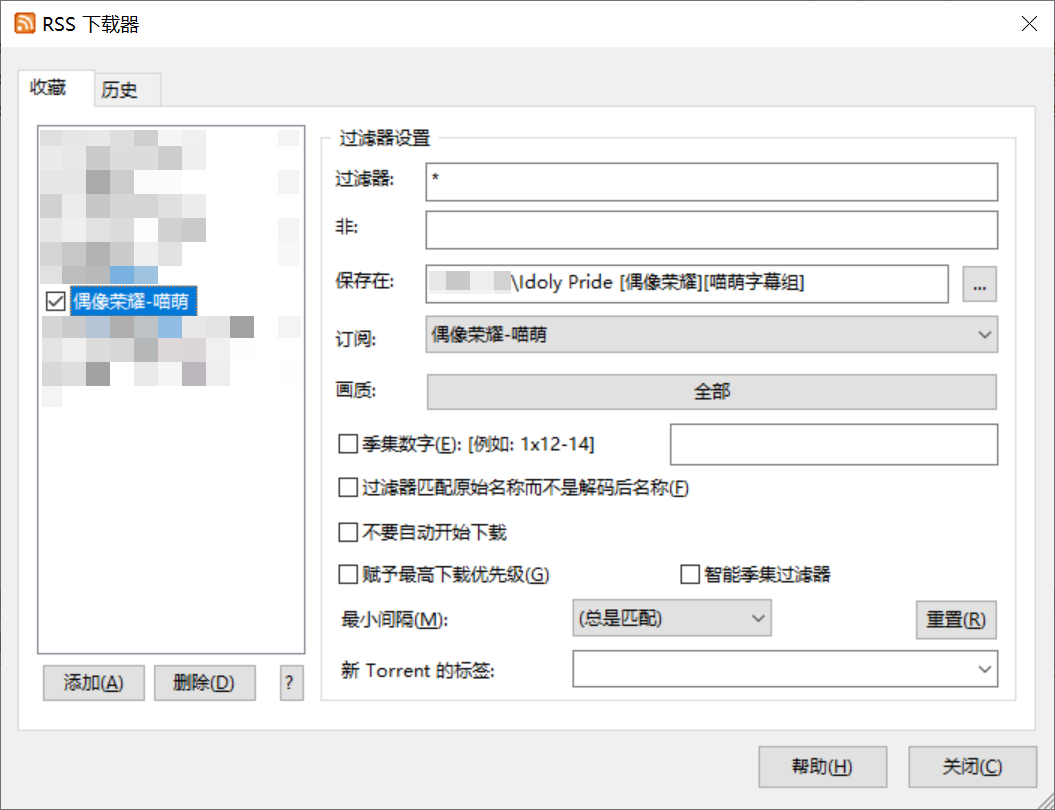 RSS 下载器
收藏 历史
偶像荣耀-喵萌
添加(A) 删除(D) ?
过滤器设置
过滤器: *
非:
保存在: \Idoly Pride [偶像荣耀][喵萌字幕组] ...
订阅: 偶像荣耀-喵萌
画质: 全部
季集数字(E): [例如: 1x12-14]
过滤器匹配原始名称而不是解码后名称(F)
不要自动开始下载
赋予最高下载优先级(G) 智能季集过滤器
最小间隔(M): (总是匹配) 重置(R)
新 Torrent 的标签:
帮助(H) 关闭(C)